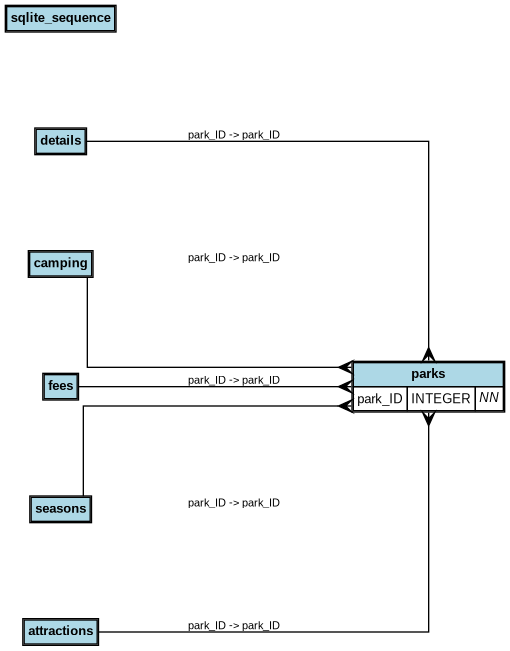 sqlite_sequence
details
park_ID -> park_ID
camping
park_ID -> park_ID
fees
park_ID -> park_ID
parks
park_ID INTEGER NN
seasons
park_ID -> park_ID
attractions
park_ID -> park_ID